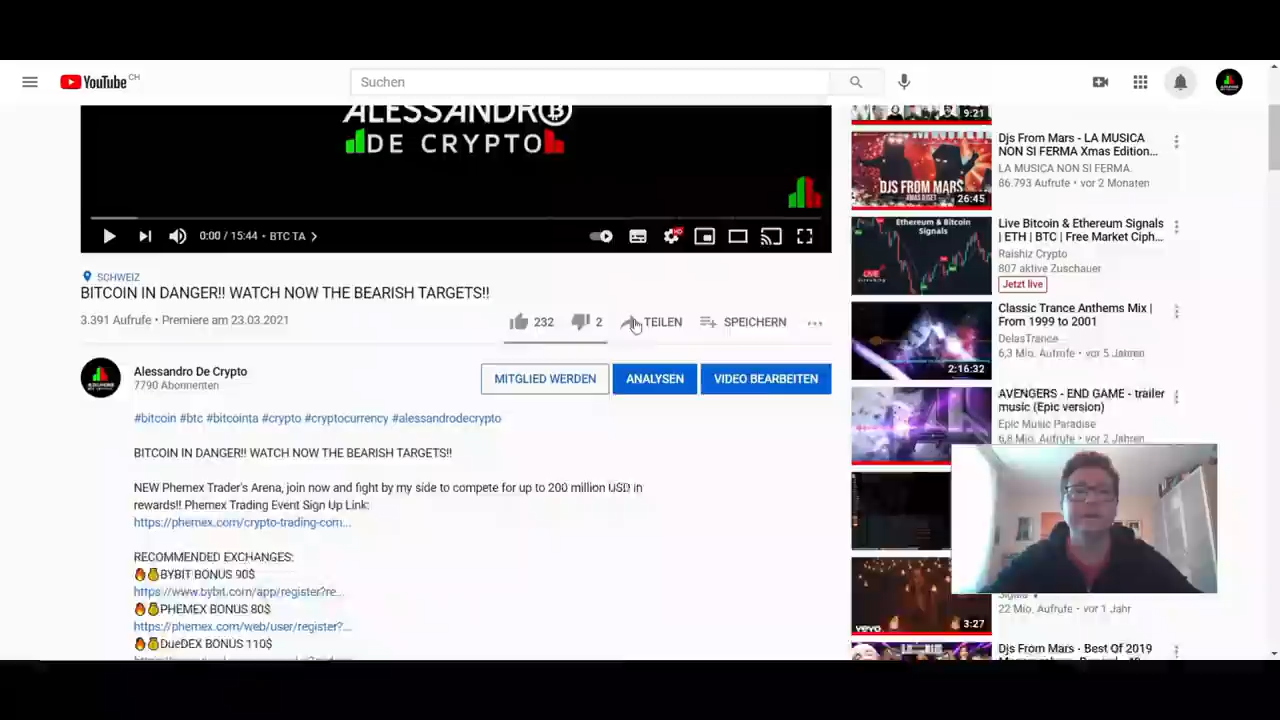 YouTube CH
Suchen
ALESSANDRO
DE CRYPTO
0:00 / 15:44 • BTC TA
HD
SCHWEIZ
BITCOIN IN DANGER!! WATCH NOW THE BEARISH TARGETS!!
3.391 Aufrufe • Premiere am 23.03.2021
232
2
TEILEN
SPEICHERN
Alessandro De Crypto
7790 Abonnenten
MITGLIED WERDEN
ANALYSEN
VIDEO BEARBEITEN
#bitcoin #btc #bitcointa #crypto #cryptocurrency #alessandrodecrypto
BITCOIN IN DANGER!! WATCH NOW THE BEARISH TARGETS!!
NEW Phemex Trader's Arena, join now and fight by my side to compete for up to 200 million USD in
rewards!! Phemex Trading Event Sign Up Link:
https://phemex.com/crypto-trading-com...
RECOMMENDED EXCHANGES:
🔥💰BYBIT BONUS 90$
https://www.bybit.com/app/register?re...
🔥💰PHEMEX BONUS 80$
https://phemex.com/web/user/register?...
🔥💰DueDEX BONUS 110$
9:21
DJS FROM MARS
26:45
Djs From Mars - LA MUSICA
NON SI FERMA Xmas Edition...
LA MUSICA NON SI FERMA.
86.793 Aufrufe • vor 2 Monaten
Ethereum & Bitcoin
Signals
LIVE
Live Bitcoin & Ethereum Signals
| ETH | BTC | Free Market Ciph...
Raishiz Crypto
807 aktive Zuschauer
Jetzt live
2:16:32
Classic Trance Anthems Mix |
From 1999 to 2001
DelasTrance
6,3 Mio. Aufrufe • vor 5 Jahren
AVENGERS - END GAME - trailer
music (Epic version)
Epic Music Paradise
6,8 Mio. Aufrufe • vor 2 Jahren
vevo
3:27
22 Mio. Aufrufe • vor 1 Jahr
Djs From Mars - Best Of 2019